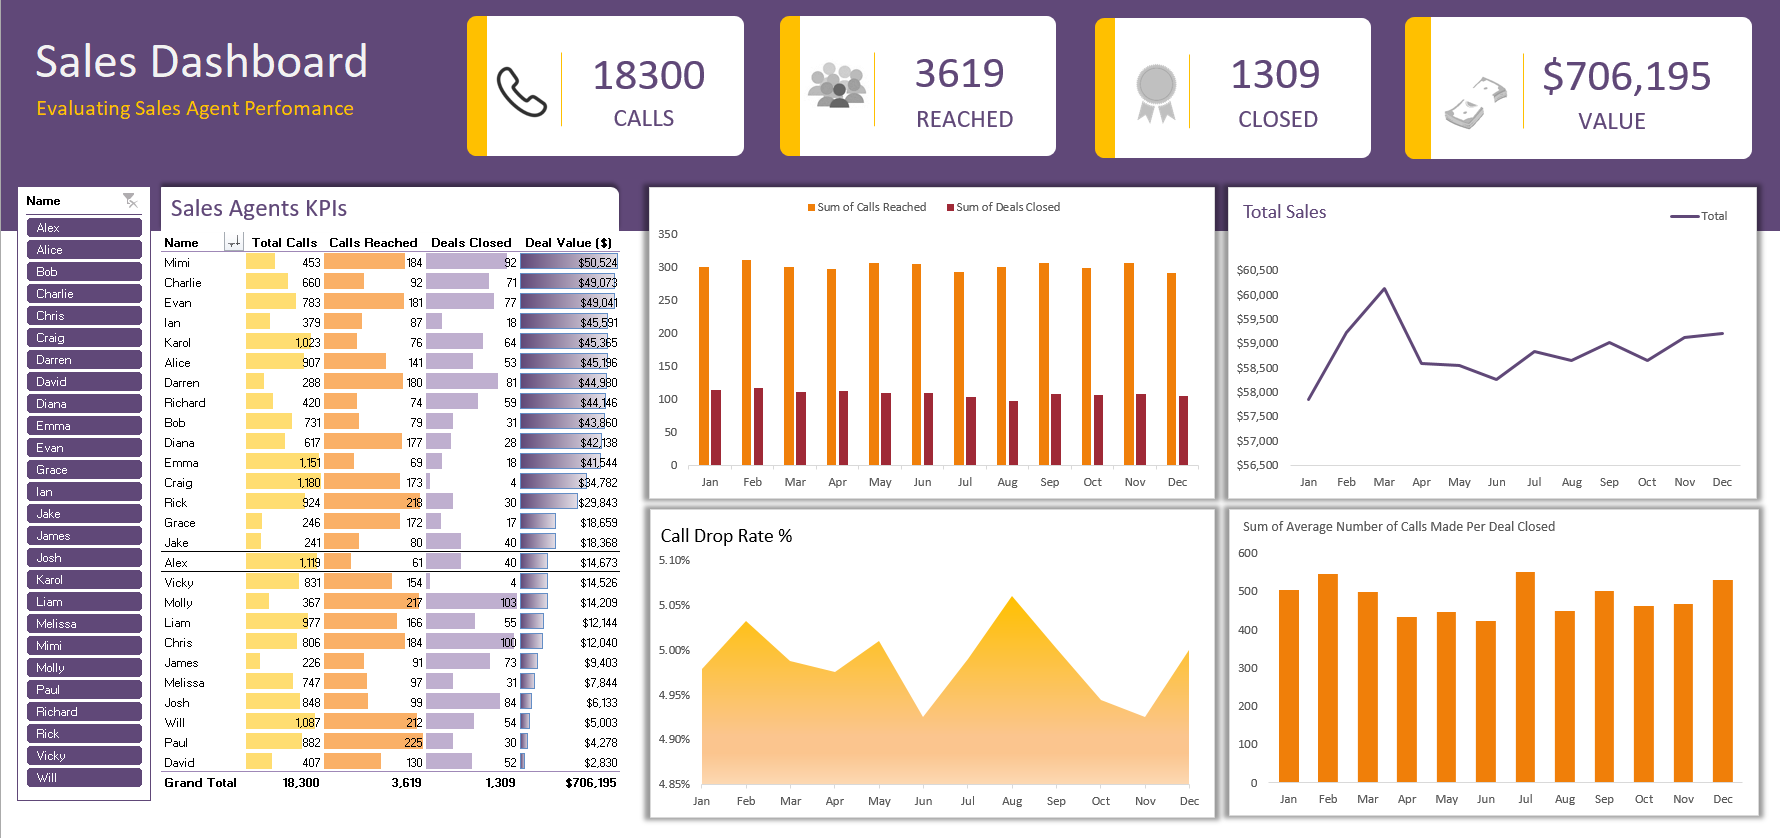 Sales Dashboard
Evaluating Sales Agent Perfomance
18300
CALLS
3619
REACHED
1309
CLOSED
$706,195
VALUE
Name
Alex
Alice
Bob
Charlie
Chris
Craig
Darren
David
Diana
Emma
Evan
Grace
Ian
Jake
James
Josh
Karol
Liam
Melissa
Mimi
Molly
Paul
Richard
Rick
Vicky
Will
Sales Agents KPIs
Name Total Calls Calls Reached Deals Closed Deal Value ($)
Mimi 453 184 92 $50,524
Charlie 660 92 71 $49,073
Evan 783 181 77 $49,041
Ian 379 87 18 $45,591
Karol 1,023 76 64 $45,365
Alice 907 141 53 $45,196
Darren 288 180 81 $44,980
Richard 420 74 59 $44,146
Bob 731 79 31 $43,860
Diana 617 177 28 $42,138
Emma 1,151 69 18 $41,544
Craig 1,180 173 4 $34,782
Rick 924 218 30 $29,843
Grace 246 172 17 $18,659
Jake 241 80 40 $18,368
Alex 1,119 61 40 $14,673
Vicky 831 154 4 $14,526
Molly 367 217 103 $14,209
Liam 977 166 55 $12,144
Chris 806 184 100 $12,040
James 226 91 73 $9,403
Melissa 747 97 31 $7,844
Josh 848 99 84 $6,133
Will 1,087 212 54 $5,003
Paul 882 225 30 $4,278
David 407 130 52 $2,830
Grand Total 18,300 3,619 1,309 $706,195
Sum of Calls Reached Sum of Deals Closed
350
300
250
200
150
100
50
0
Jan Feb Mar Apr May Jun Jul Aug Sep Oct Nov Dec
Total Sales
Total
$60,500
$60,000
$59,500
$59,000
$58,500
$58,000
$57,500
$57,000
$56,500
Jan Feb Mar Apr May Jun Jul Aug Sep Oct Nov Dec
Call Drop Rate %
5.10%
5.05%
5.00%
4.95%
4.90%
4.85%
Jan Feb Mar Apr May Jun Jul Aug Sep Oct Nov Dec
Sum of Average Number of Calls Made Per Deal Closed
600
500
400
300
200
100
0
Jan Feb Mar Apr May Jun Jul Aug Sep Oct Nov Dec